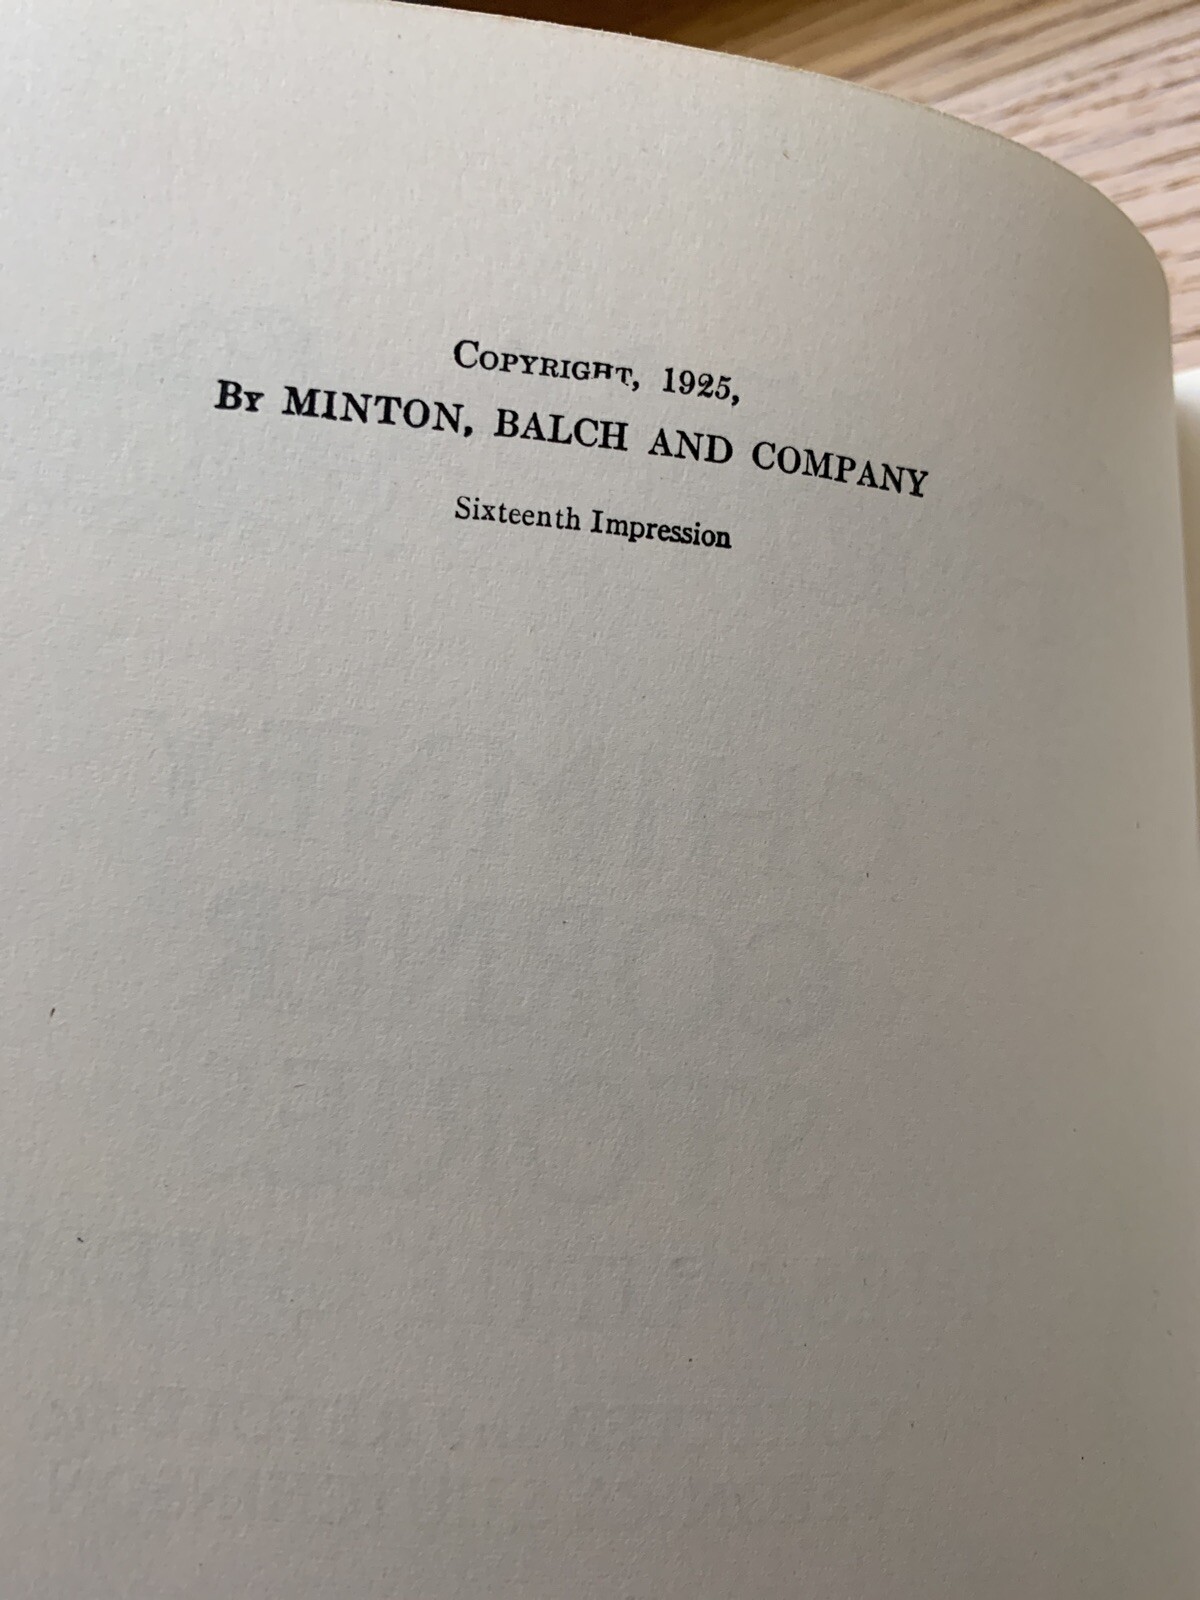 COPYRIGHT, 1925,
BY MINTON, BALCH AND COMPANY
Sixteenth Impression